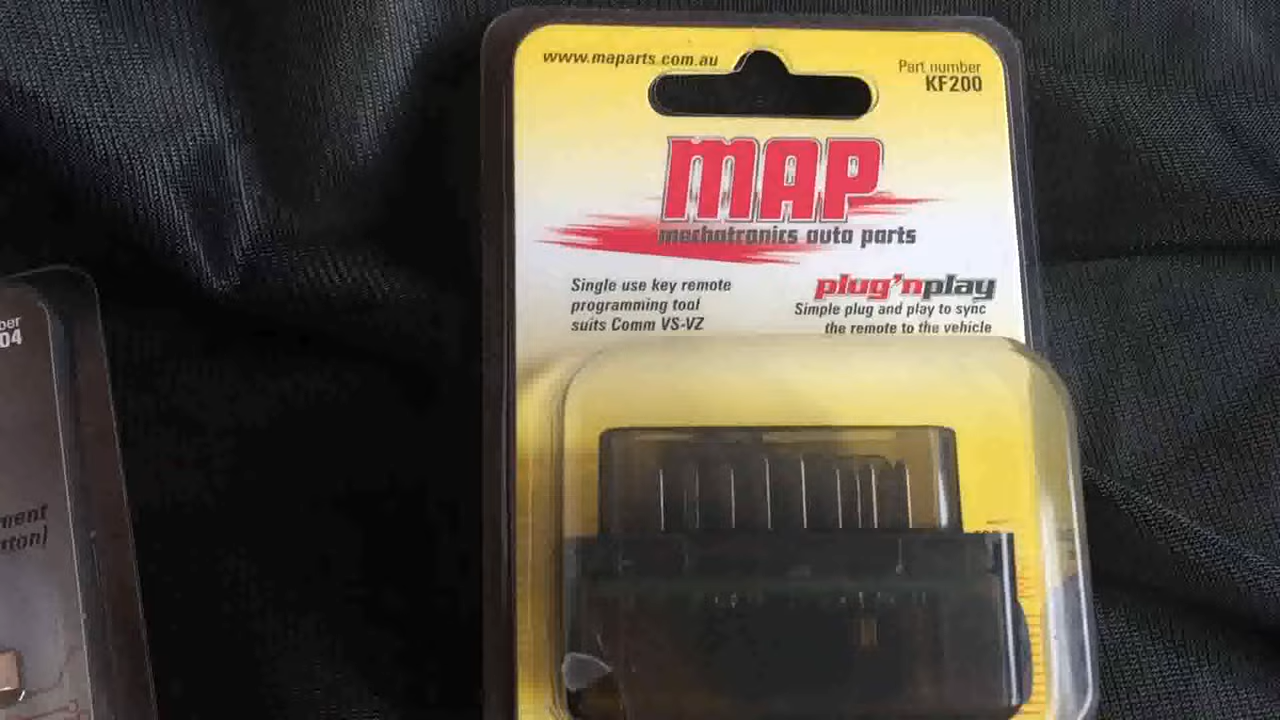 www.maparts.com.au
Part number
KF200
MAP
mechatronics auto parts
Single use key remote
programming tool
suits Comm VS-VZ
plug'nplay
Simple plug and play to sync
the remote to the vehicle
04